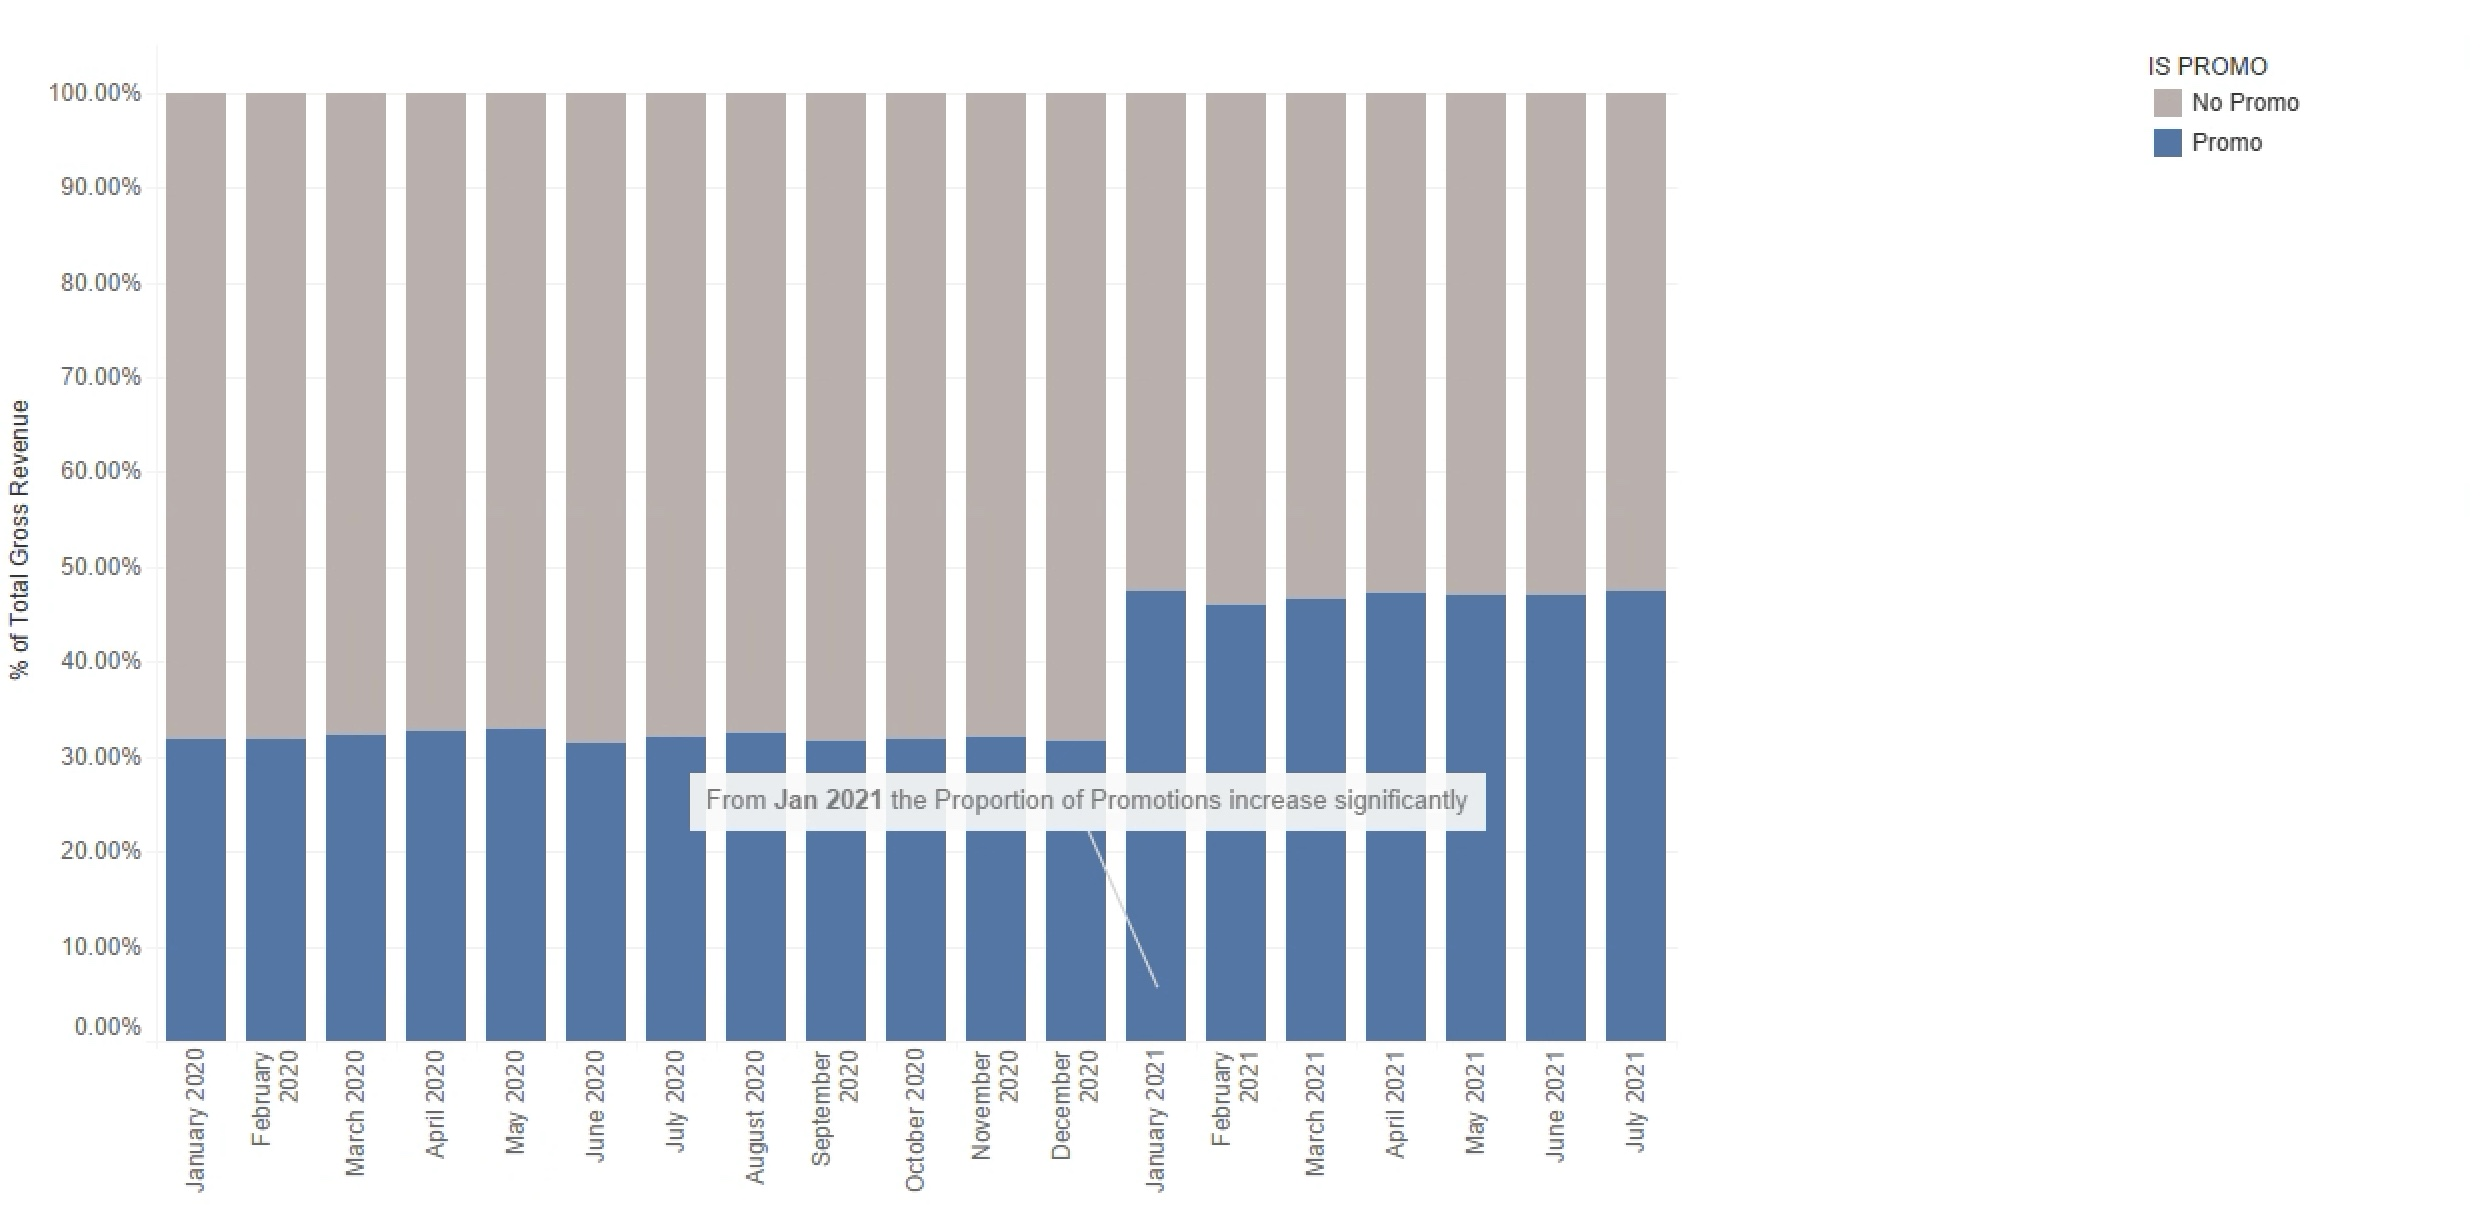 IS PROMO
No Promo
Promo
% of Total Gross Revenue
100.00%
90.00%
80.00%
70.00%
60.00%
50.00%
40.00%
30.00%
20.00%
10.00%
0.00%
From Jan 2021 the Proportion of Promotions increase significantly
January 2020
February
2020
March 2020
April 2020
May 2020
June 2020
July 2020
August 2020
September
2020
October 2020
November
2020
December
2020
January 2021
February
2021
March 2021
April 2021
May 2021
June 2021
July 2021